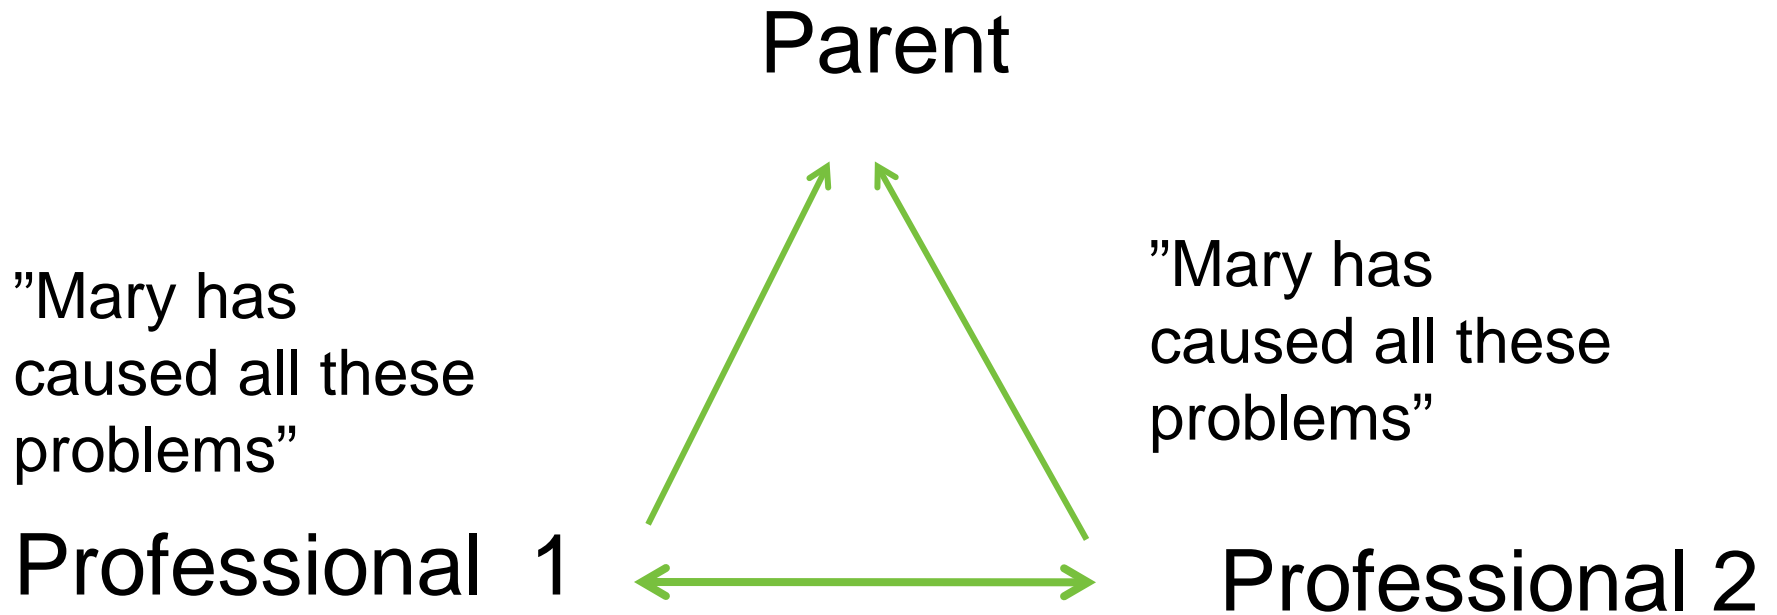 Parent
”Mary has
caused all these
problems”
”Mary has
caused all these
problems”
Professional 1
Professional 2